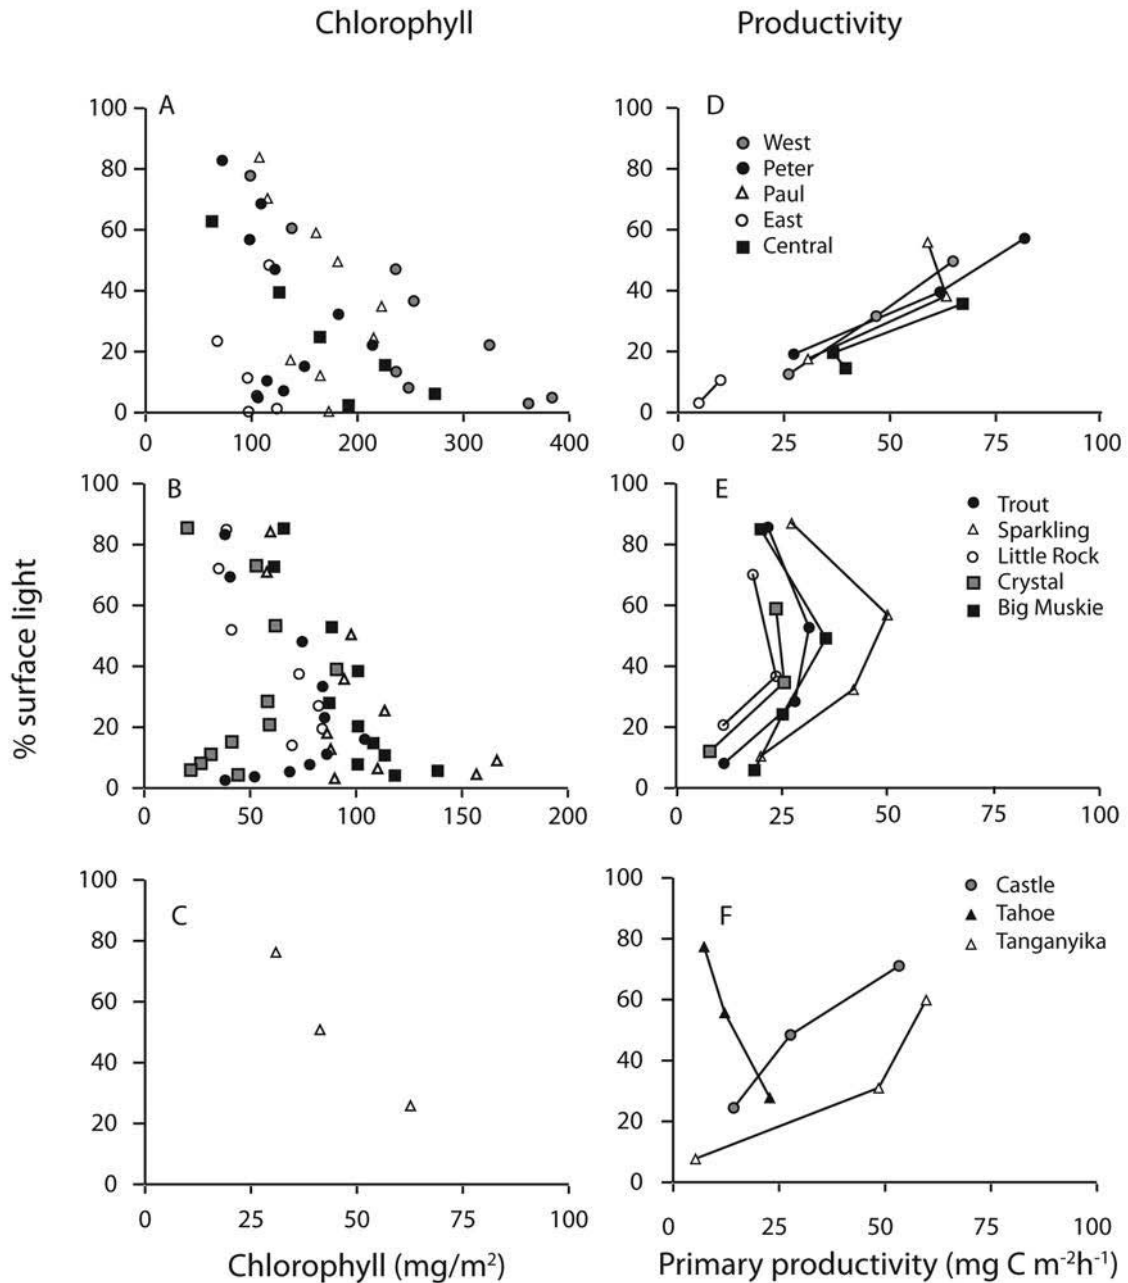 Chlorophyll
Productivity
A
100
80
60
40
20
0
0 100 200 300 400
D
100
80
60
40
20
0
0 25 50 75 100
West
Peter
Paul
East
Central
B
100
80
60
40
20
0
0 50 100 150 200
E
100
80
60
40
20
0
0 25 50 75 100
Trout
Sparkling
Little Rock
Crystal
Big Muskie
% surface light
C
100
80
60
40
20
0
0 25 50 75 100
Chlorophyll (mg/m²)
F
100
80
60
40
20
0
0 25 50 75 100
Castle
Tahoe
Tanganyika
Primary productivity (mg C m⁻²h⁻¹)